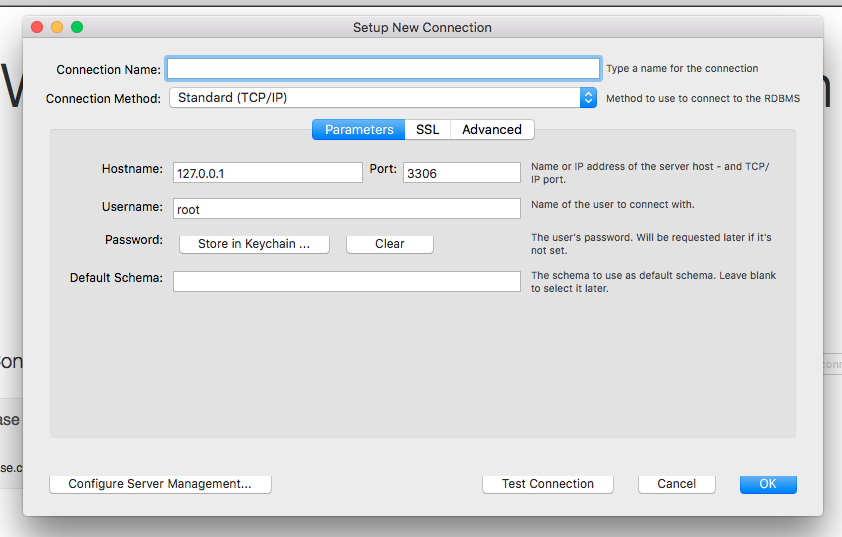 Setup New Connection
Connection Name: Type a name for the connection
Connection Method: Standard (TCP/IP) Method to use to connect to the RDBMS
Parameters SSL Advanced
Hostname: 127.0.0.1 Port: 3306 Name or IP address of the server host - and TCP/
IP port.
Username: root Name of the user to connect with.
Password: Store in Keychain ... Clear The user's password. Will be requested later if it's
not set.
Default Schema: The schema to use as default schema. Leave blank
to select it later.
Configure Server Management... Test Connection Cancel OK